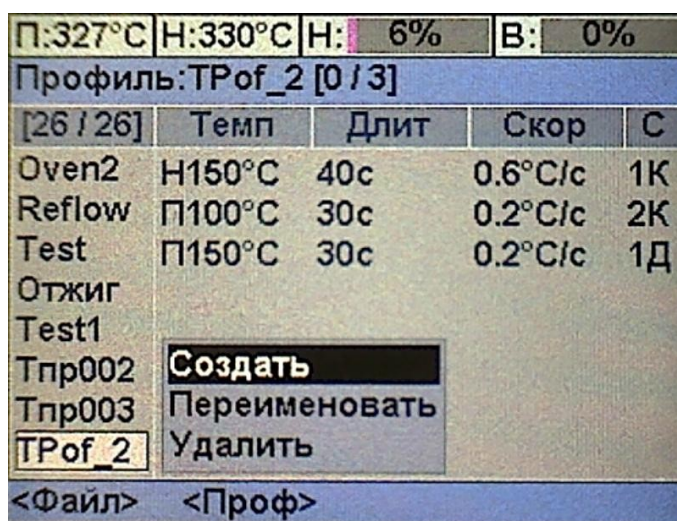 П:327°C H:330°C H: 6% B: 0%
Профиль:TPof_2 [0 / 3]
[26 / 26] Темп Длит Скор С
Oven2 Н150°C 40с 0.6°C/с 1К
Reflow П100°C 30с 0.2°C/с 2К
Test П150°C 30с 0.2°C/с 1Д
Отжиг
Test1
Тпр002 Создать
Тпр003 Переименовать
TPof_2 Удалить
<Файл> <Проф>